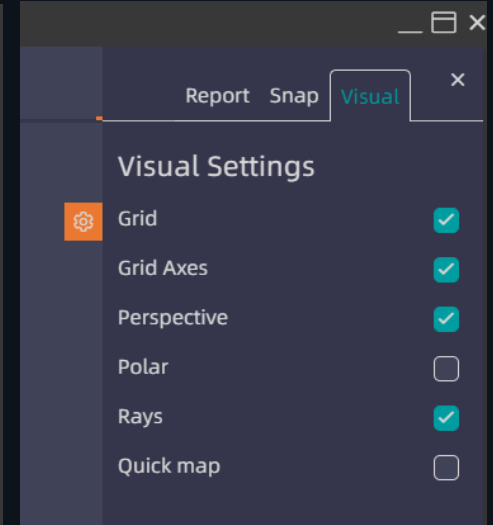 Report Snap Visual
Visual Settings
Grid
Grid Axes
Perspective
Polar
Rays
Quick map